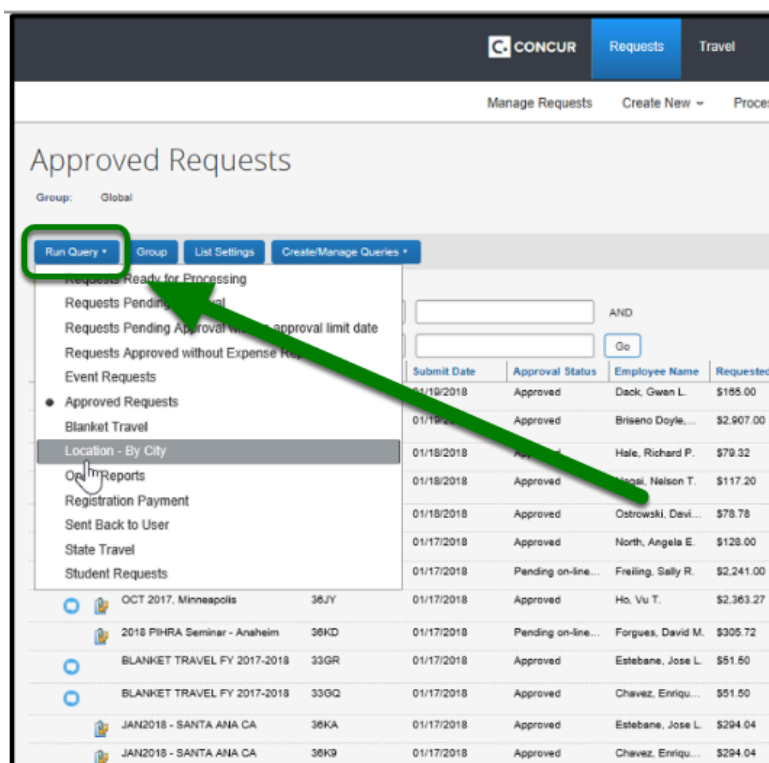 C. CONCUR Requests Travel
Manage Requests Create New Proces
Approved Requests
Group: Global
Run Query Group List Settings Create/Manage Queries
Requests Ready for Processing
Requests Pending
AND
Requests Pending Approval approval limit date
Requests Approved without Expense Go
Event Requests Submit Date Approval Status Employee Name Requested
Approved Requests 01/19/2018 Approved Dack, Gwen L. $165.00
Blanket Travel Approved Briseno Doyle,... $2,907.00
Location - By City 01/18/2018 Hale, Richard P. $79.32
Reports 01/18/2018 Approved Nelson T. $117.20
Registration Payment
Sent Back to User 01/18/2018 Approved Ostrowski, Davi... $78.78
State Travel 01/17/2018 Approved North, Angela E. $128.00
Student Requests 01/17/2018 Pending on-line... Freiling, Sally R. $2,241.00
OCT 2017, Minneapolis 36JY 01/17/2018 Approved Ho, Vu T. $2,363.27
2018 PIHRA Seminar - Anaheim 36KD 01/17/2018 Pending on-line... Forgues, David M. $305.72
BLANKET TRAVEL FY 2017-2018 33GR 01/17/2018 Approved Estebane, Jose L. $51.50
BLANKET TRAVEL FY 2017-2018 33GQ 01/17/2018 Approved Chavez, Enriqu... $51.50
JAN2018 - SANTA ANA CA 36KA 01/17/2018 Approved Estebane, Jose L. $294.04
JAN2018 - SANTA ANA CA 36K9 01/17/2018 Approved Chavez, Enriqu... $294.04